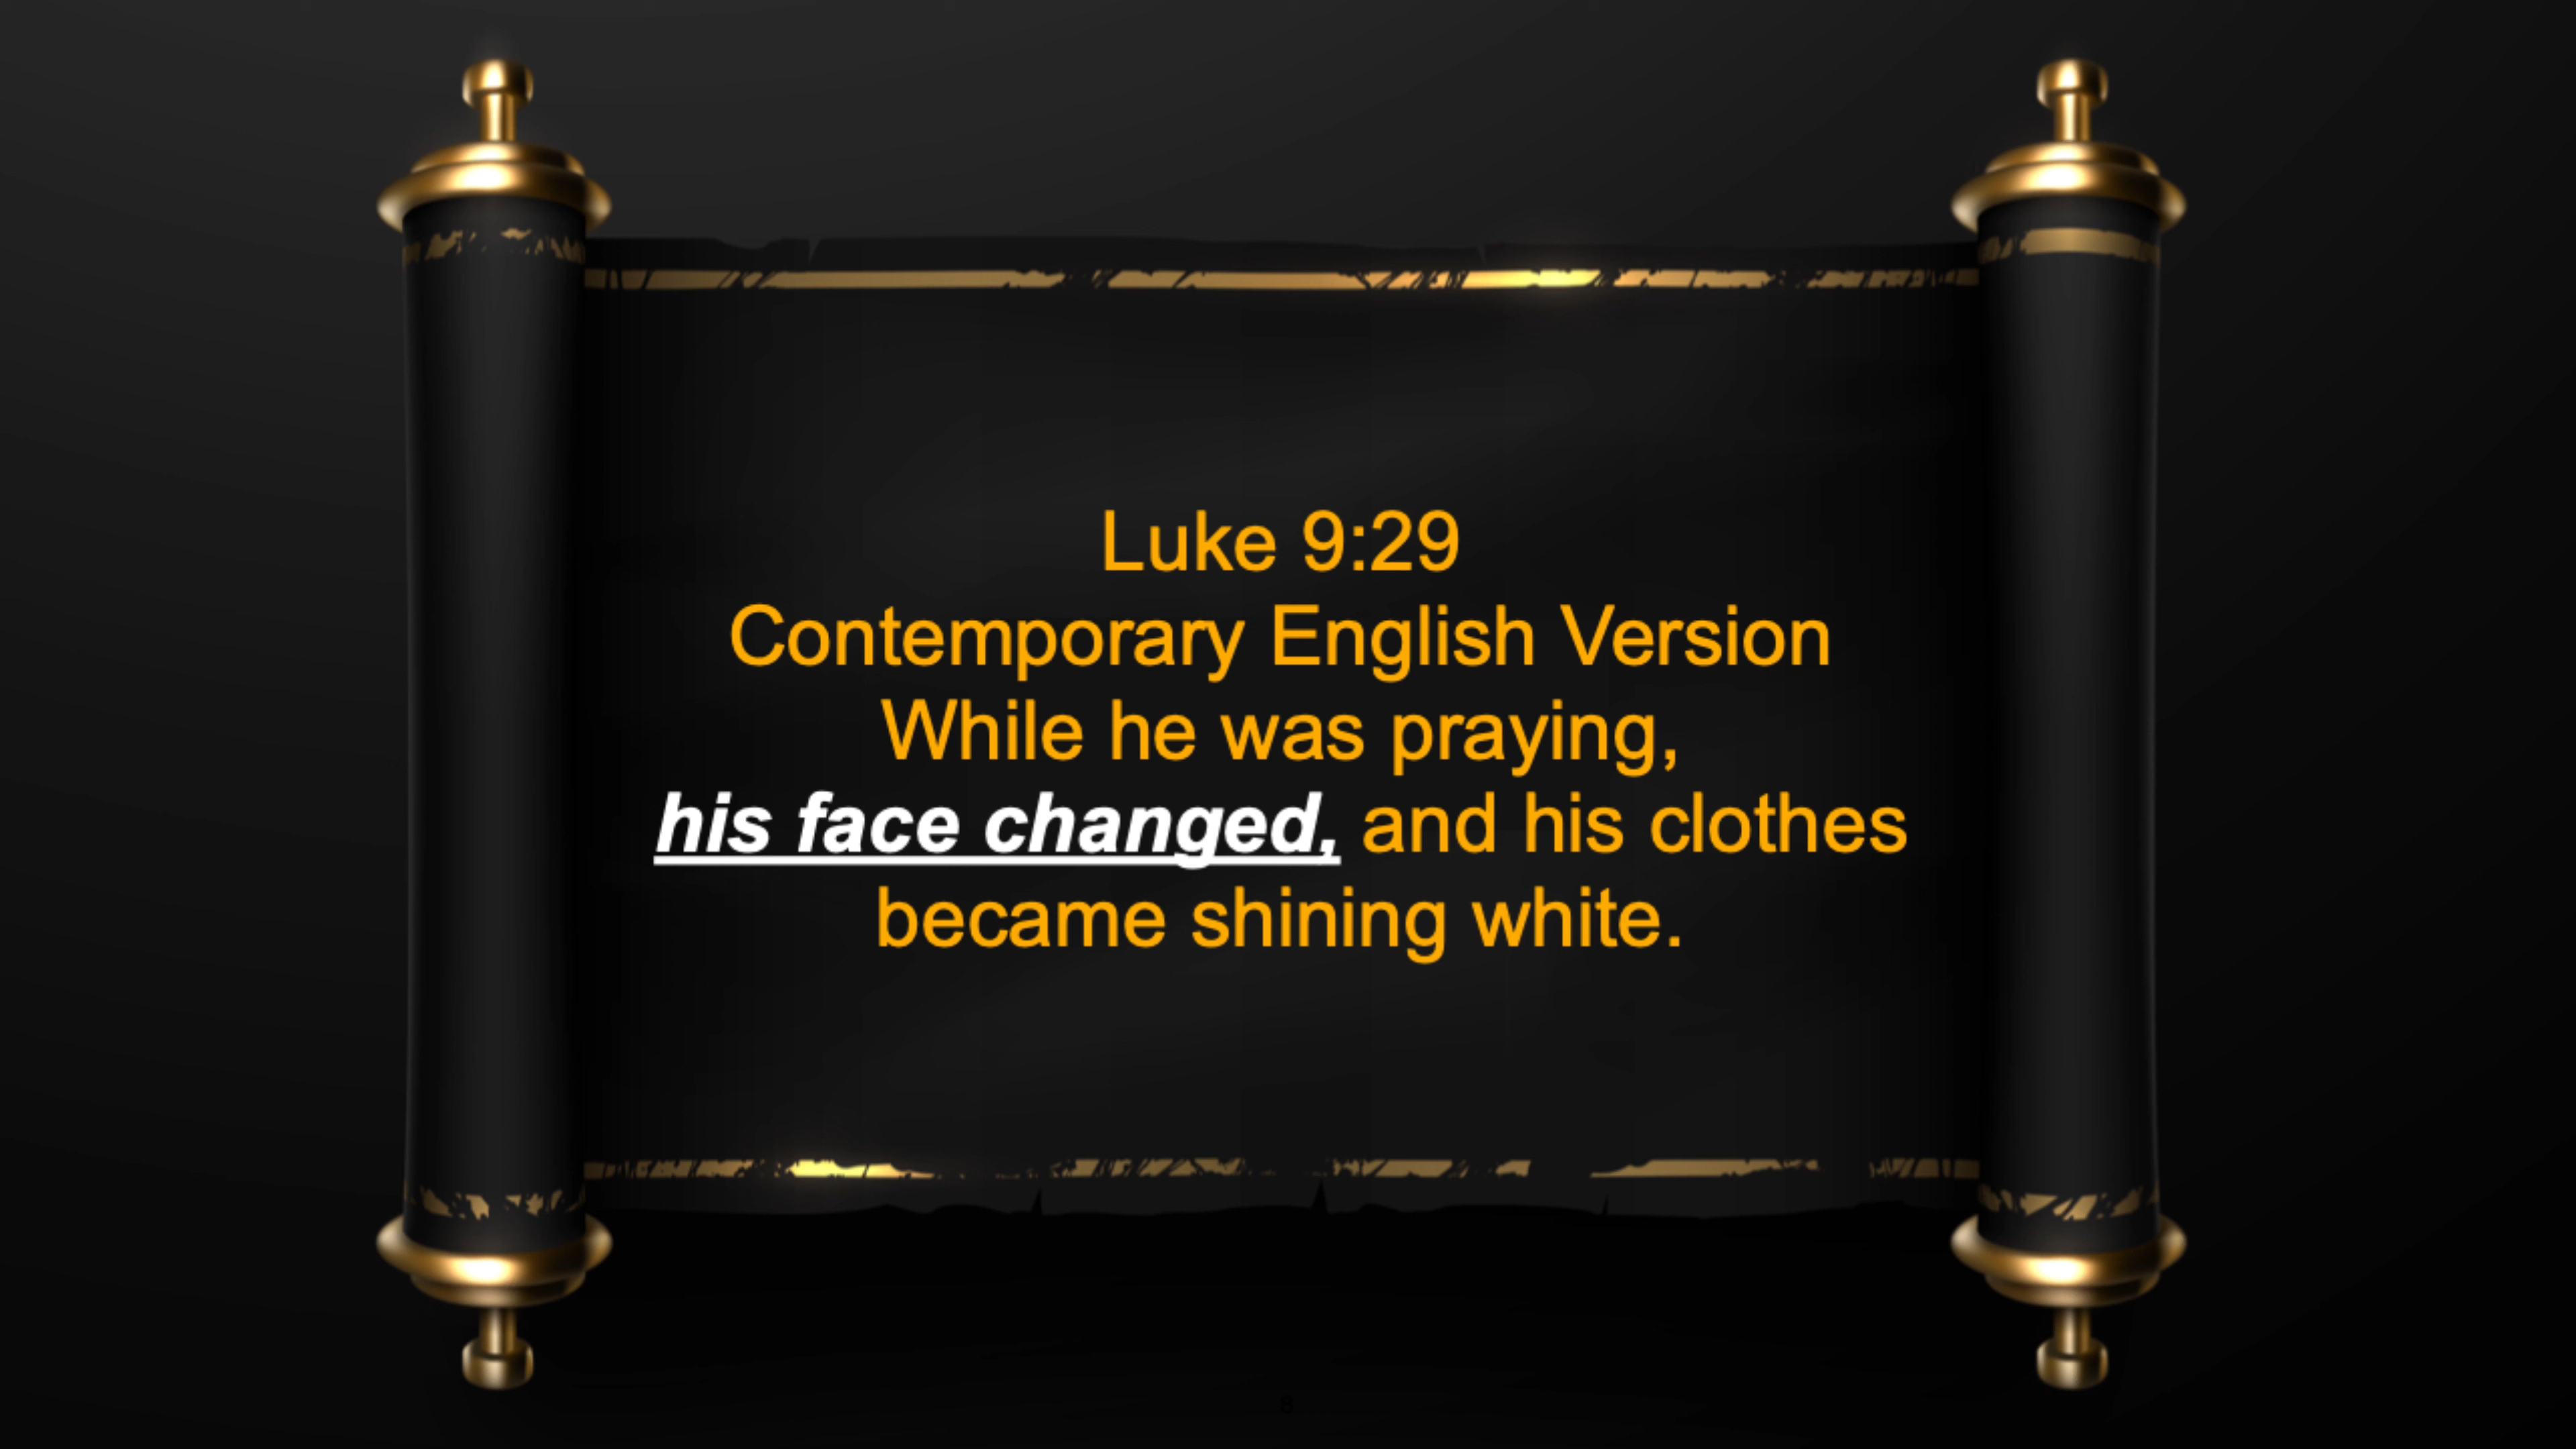 Luke 9:29
Contemporary English Version
While he was praying,
his face changed, and his clothes
became shining white.